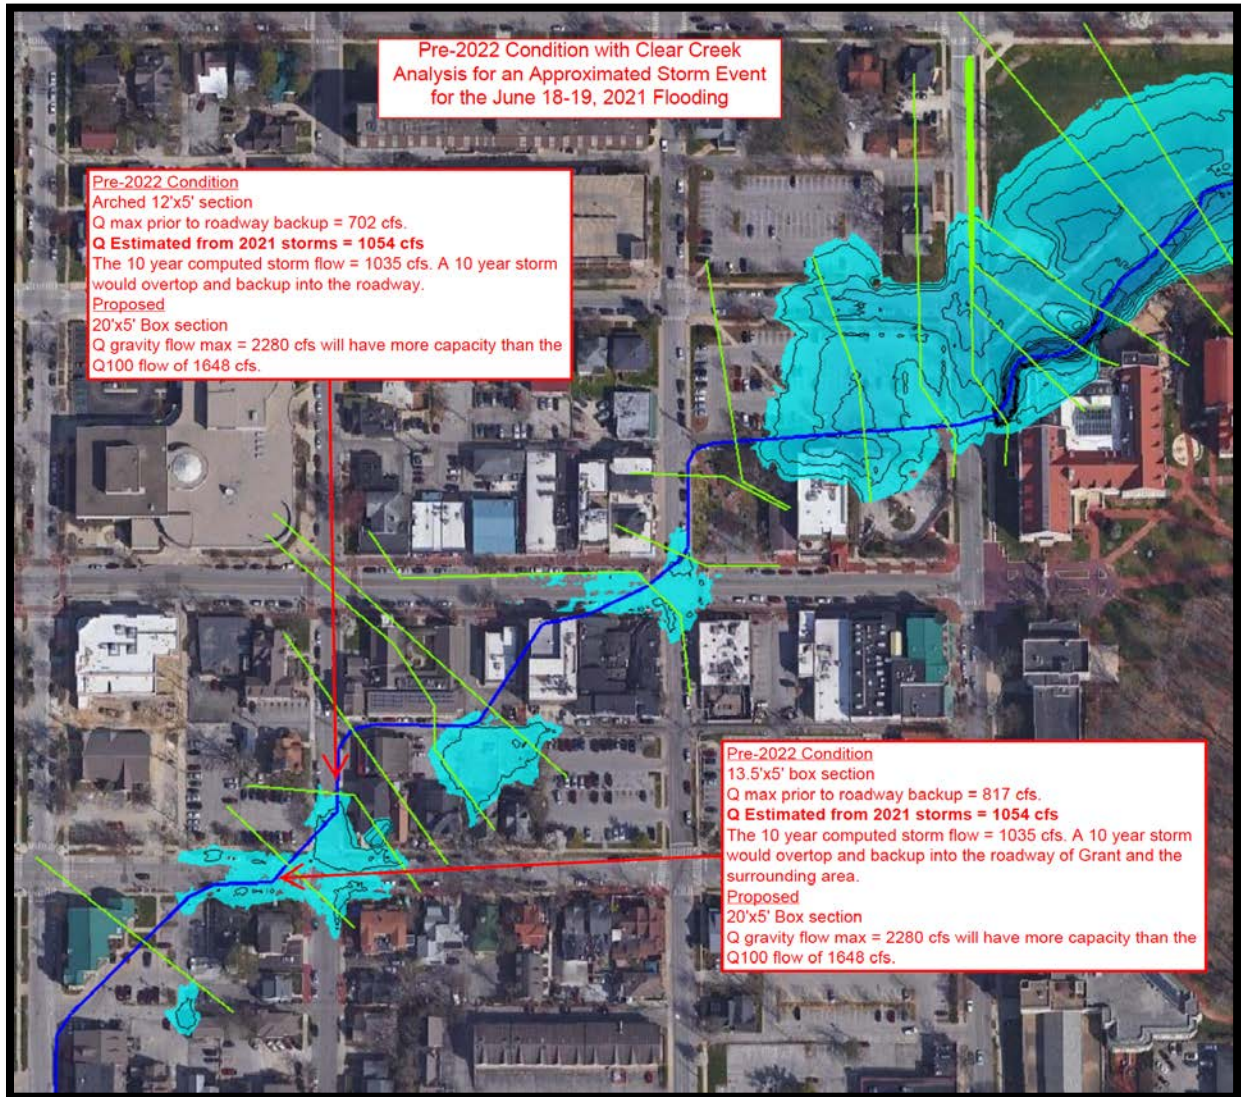 Pre-2022 Condition with Clear Creek
Analysis for an Approximated Storm Event
for the June 18-19, 2021 Flooding
Pre-2022 Condition
Arched 12'x5' section
Q max prior to roadway backup = 702 cfs.
Q Estimated from 2021 storms = 1054 cfs
The 10 year computed storm flow = 1035 cfs. A 10 year storm
would overtop and backup into the roadway.
Proposed
20'x5' Box section
Q gravity flow max = 2280 cfs will have more capacity than the
Q100 flow of 1648 cfs.
Pre-2022 Condition
13.5'x5' box section
Q max prior to roadway backup = 817 cfs.
Q Estimated from 2021 storms = 1054 cfs
The 10 year computed storm flow = 1035 cfs. A 10 year storm
would overtop and backup into the roadway of Grant and the
surrounding area.
Proposed
20'x5' Box section
Q gravity flow max = 2280 cfs will have more capacity than the
Q100 flow of 1648 cfs.